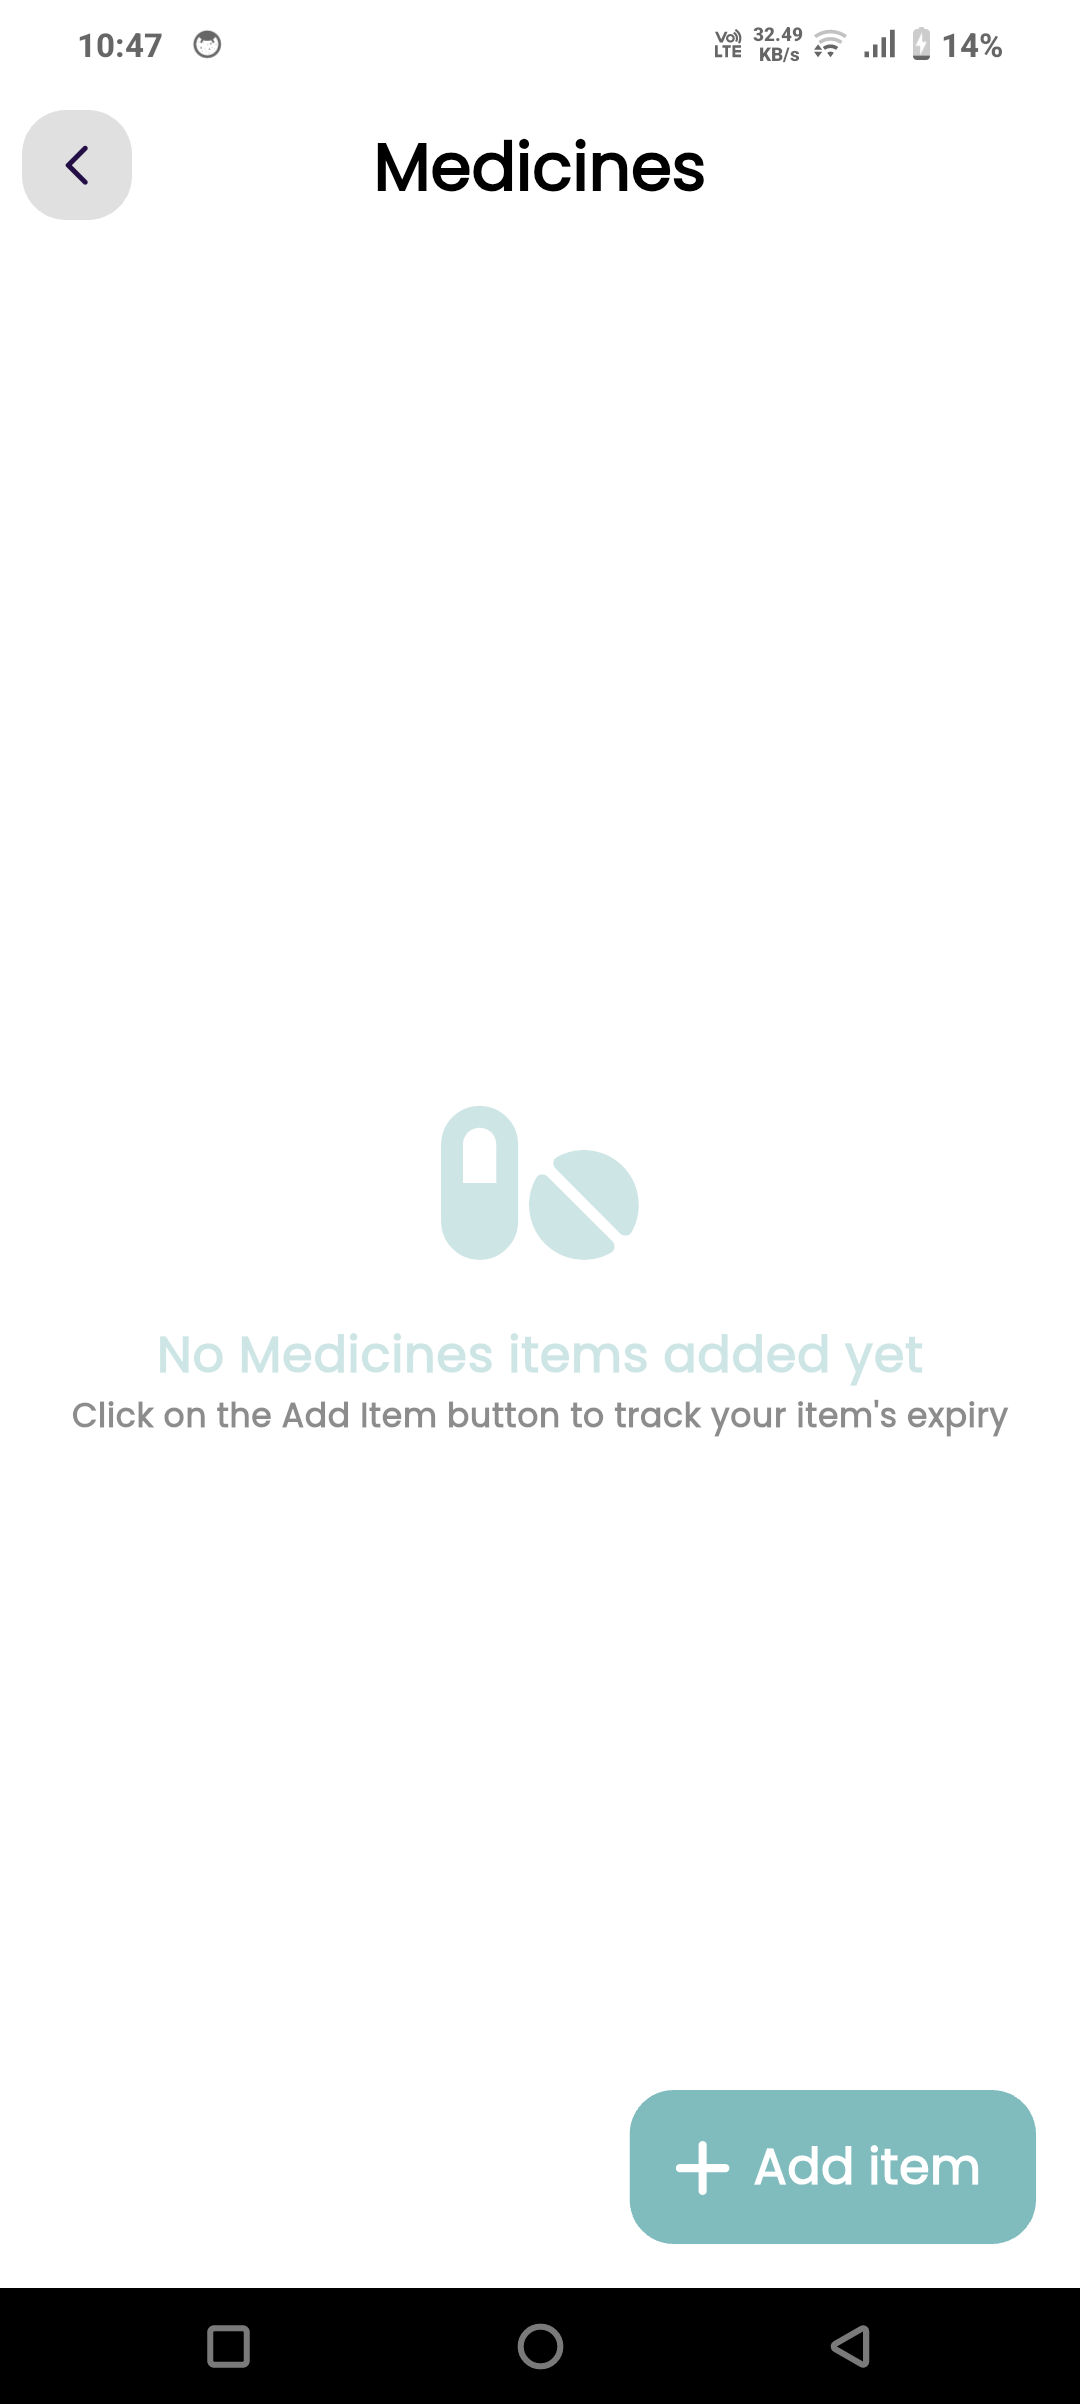 10:47
Vo LTE 32.49 KB/s 14%
Medicines
No Medicines items added yet
Click on the Add Item button to track your item's expiry
Add item